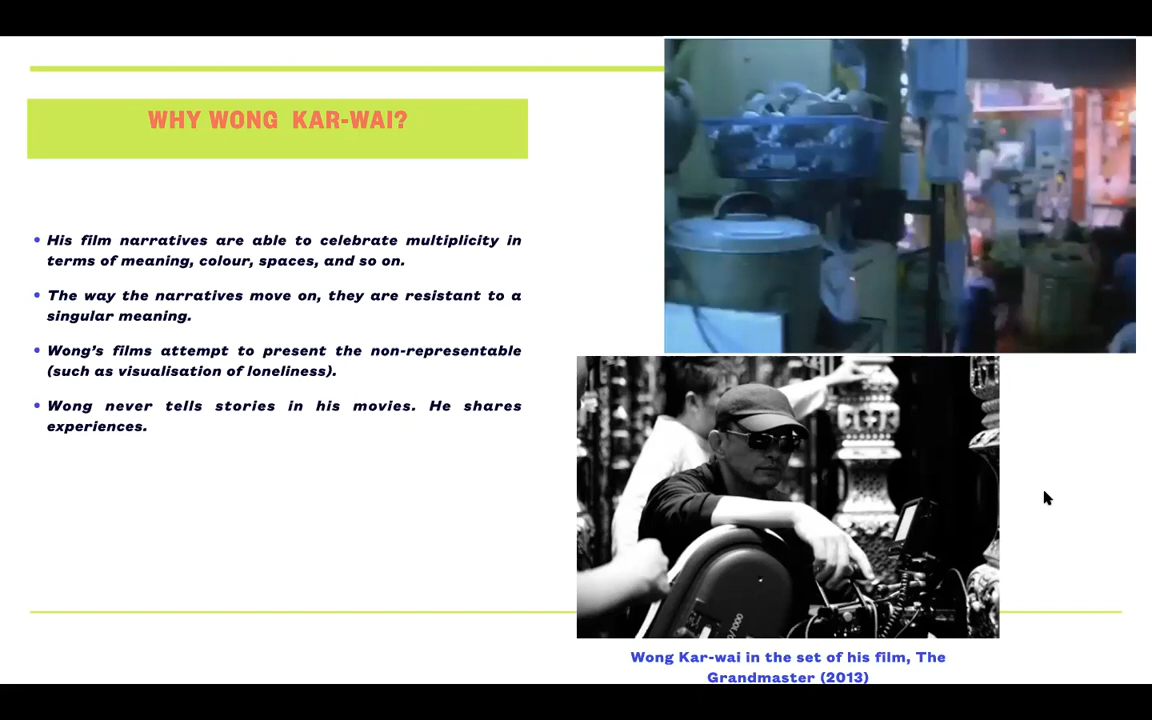 WHY WONG KAR-WAI?
• His film narratives are able to celebrate multiplicity in
terms of meaning, colour, spaces, and so on.
• The way the narratives move on, they are resistant to a
singular meaning.
• Wong's films attempt to present the non-representable
(such as visualisation of loneliness).
• Wong never tells stories in his movies. He shares
experiences.
Wong Kar-wai in the set of his film, The
Grandmaster (2013)